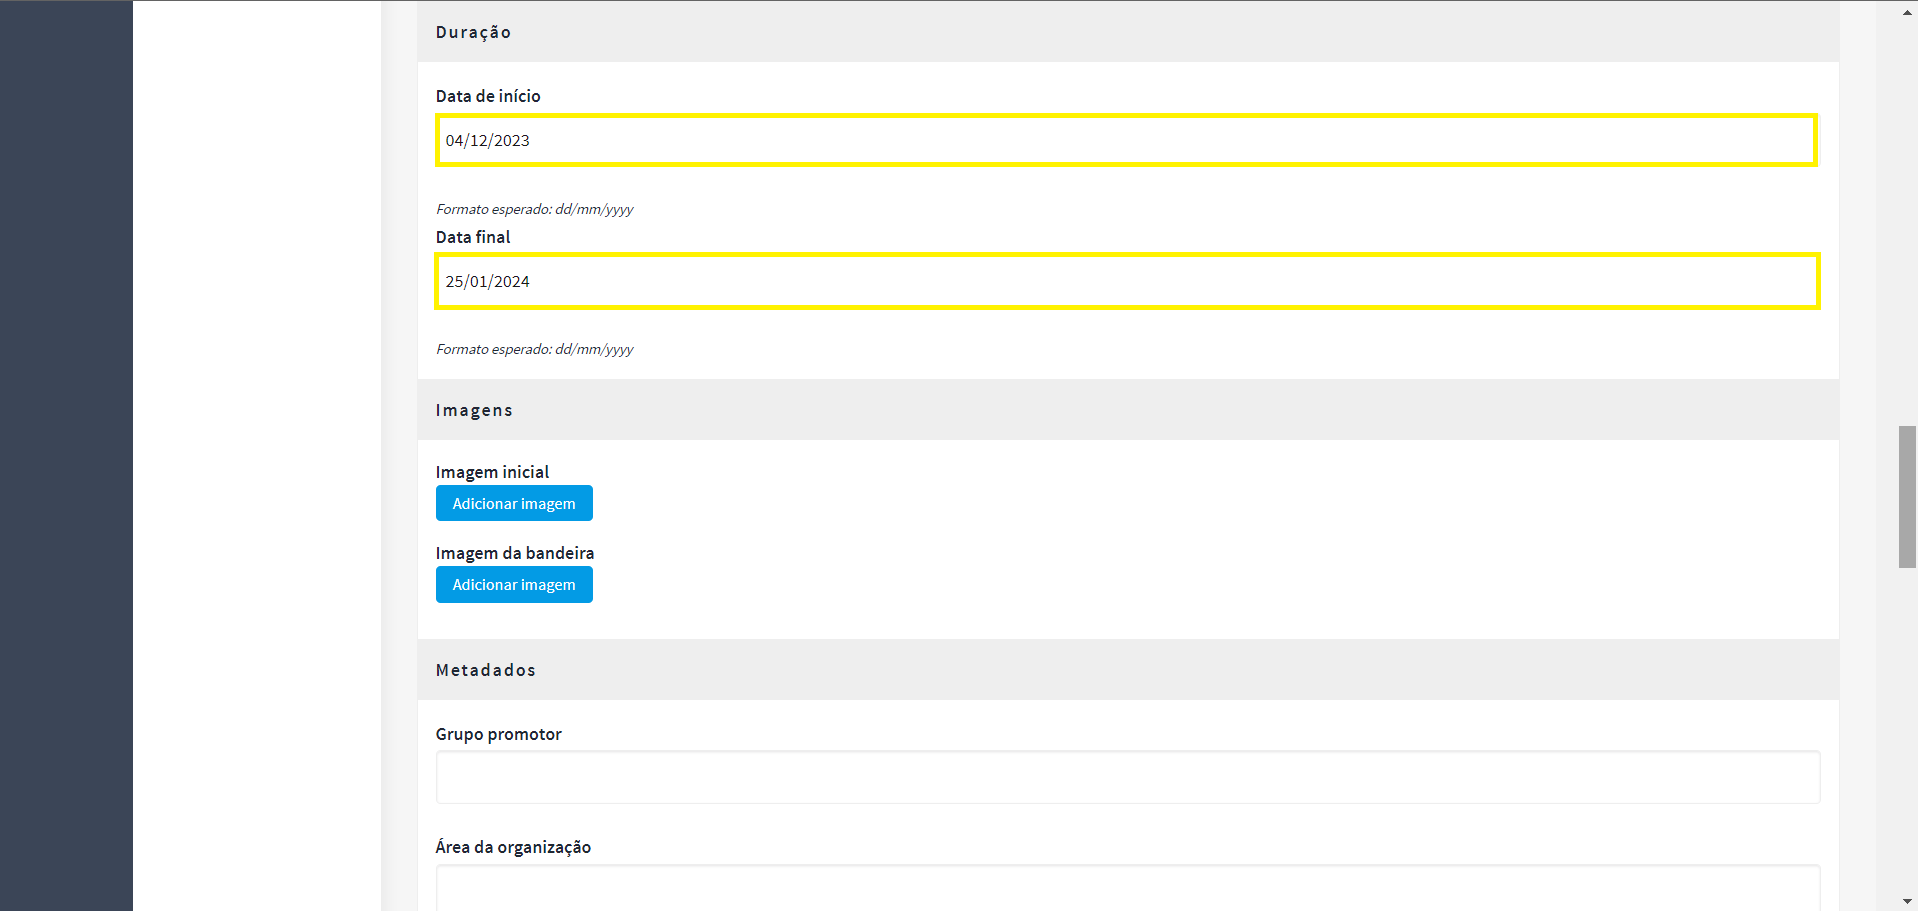 Duração
Data de início
04/12/2023
Formato esperado: dd/mm/yyyy
Data final
25/01/2024
Formato esperado: dd/mm/yyyy
Imagens
Imagem inicial
Adicionar imagem
Imagem da bandeira
Adicionar imagem
Metadados
Grupo promotor
Área da organização